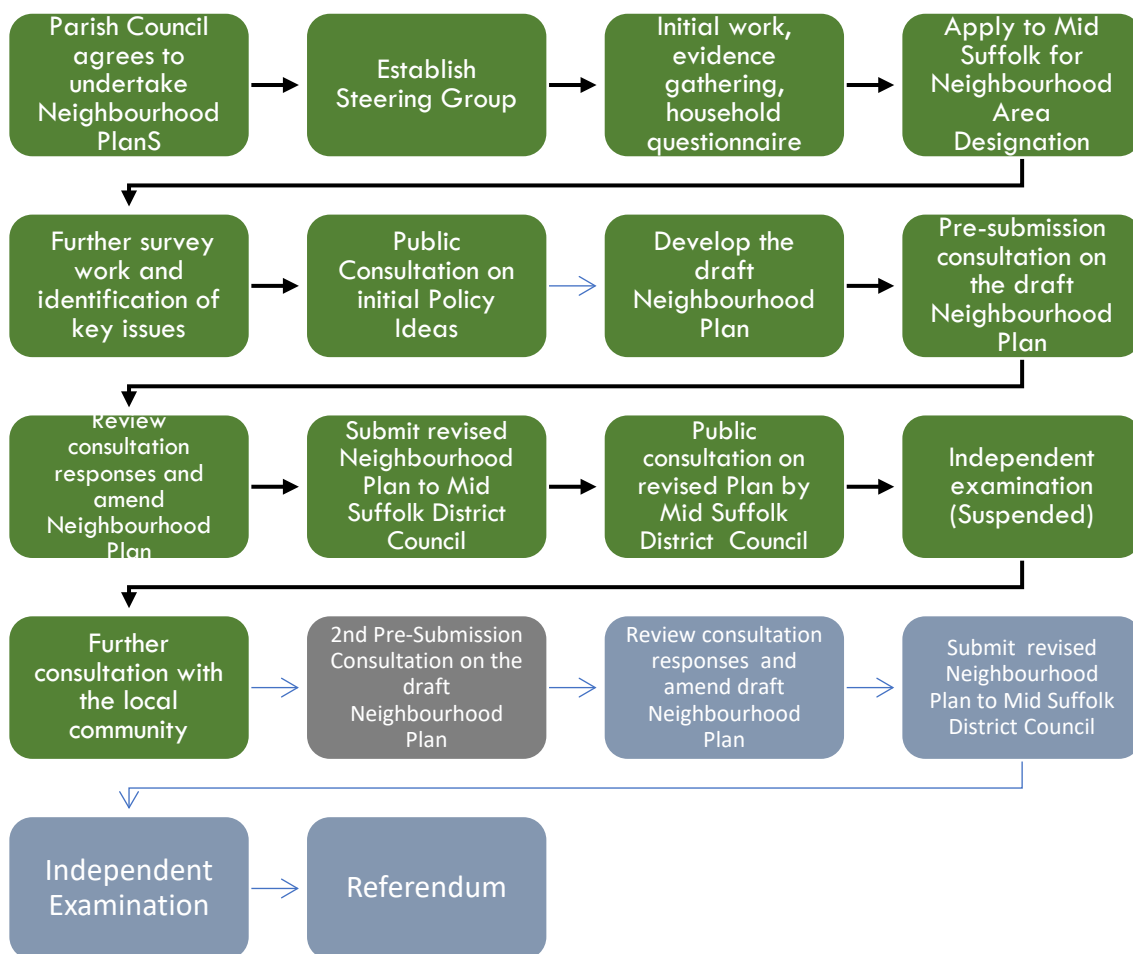 Parish Council
agrees to
undertake
Neighbourhood
PlanS
Establish
Steering Group
Initial work,
evidence
gathering,
household
questionnaire
Apply to Mid
Suffolk for
Neighbourhood
Area
Designation
Further survey
work and
identification of
key issues
Public
Consultation on
initial Policy
Ideas
Develop the
draft
Neighbourhood
Plan
Pre-submission
consultation on
the draft
Neighbourhood
Plan
Review
consultation
responses and
amend
Neighbourhood
Plan
Submit revised
Neighbourhood
Plan to Mid
Suffolk District
Council
Public
consultation on
revised Plan by
Mid Suffolk
District Council
Independent
examination
(Suspended)
Further
consultation with
the local
community
2nd Pre-Submission
Consultation on the
draft
Neighbourhood
Plan
Review consultation
responses and
amend draft
Neighbourhood
Plan
Submit revised
Neighbourhood
Plan to Mid Suffolk
District Council
Independent
Examination
Referendum